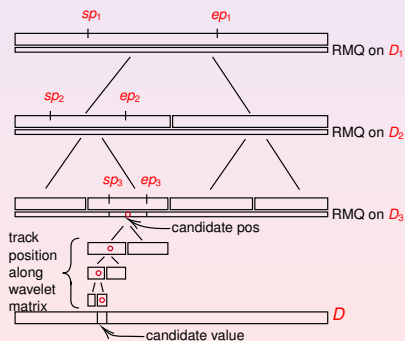 sp1 ep1
RMQ on D1
sp2 ep2
RMQ on D2
sp3 ep3
RMQ on D3
candidate pos
track
position
along
wavelet
matrix
D
candidate value